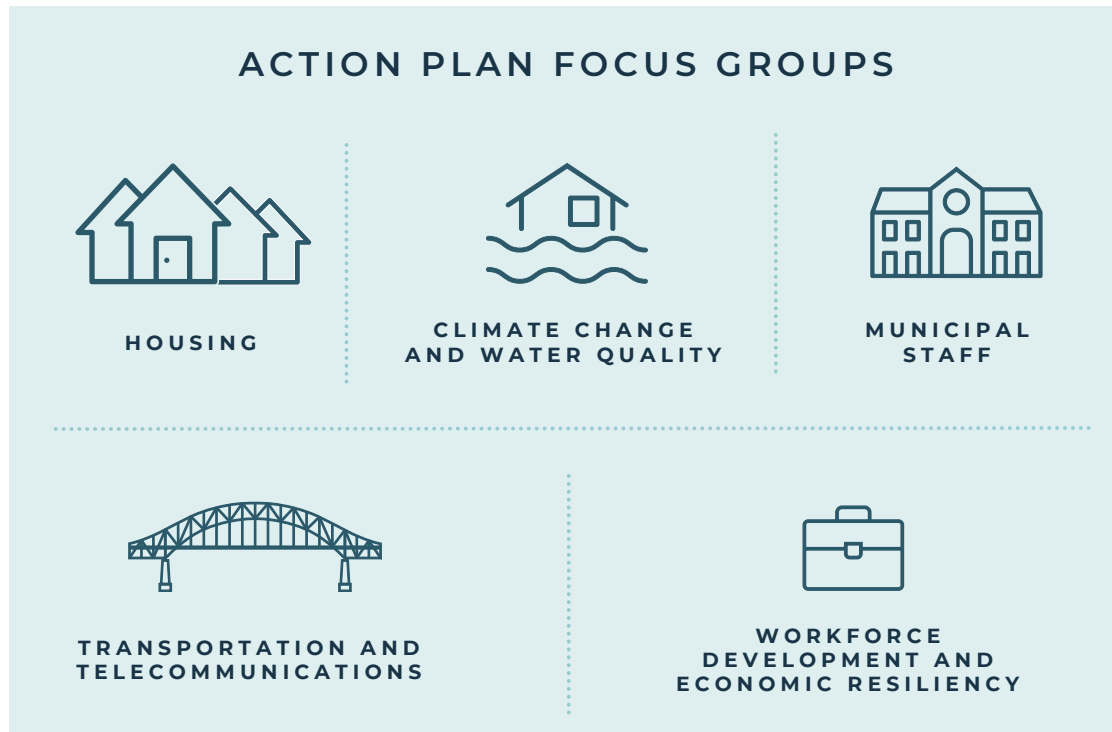 ACTION PLAN FOCUS GROUPS
HOUSING
CLIMATE CHANGE
AND WATER QUALITY
MUNICIPAL
STAFF
TRANSPORTATION AND
TELECOMMUNICATIONS
WORKFORCE
DEVELOPMENT AND
ECONOMIC RESILIENCY